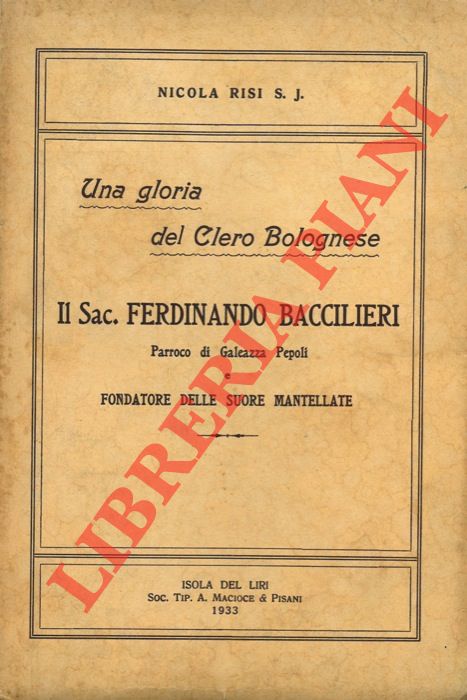 NICOLA RISI S. J.
Una gloria
del Clero Bolognese
Il Sac. FERDINANDO BACCILIERI
Parroco di Galeazza Pepoli
e
FONDATORE DELLE SUORE MANTELLATE
ISOLA DEL LIRI
SOC. TIP. A. MACIOCE & PISANI
1933
LIBRERIA PIANI